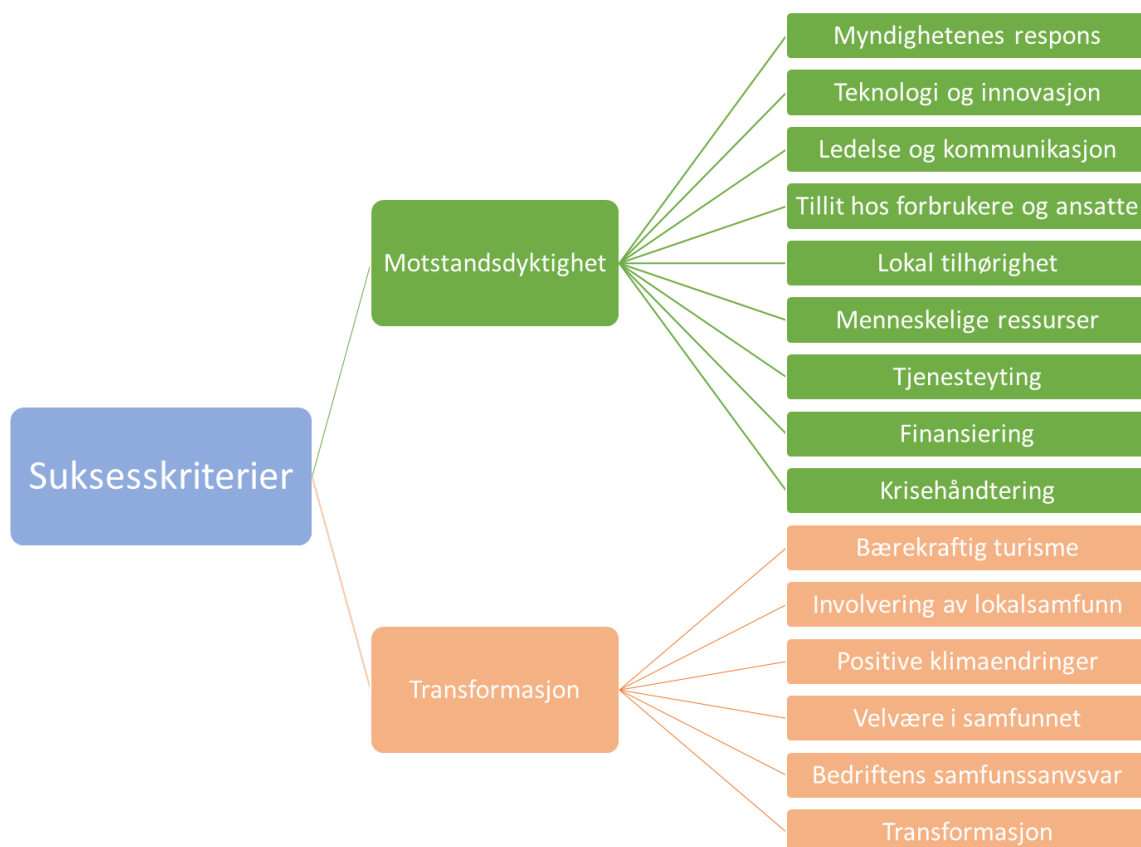 Suksesskriterier
Motstandsdyktighet
Myndighetenes respons
Teknologi og innovasjon
Ledelse og kommunikasjon
Tillit hos forbrukere og ansatte
Lokal tilhørighet
Menneskelige ressurser
Tjenesteyting
Finansiering
Krisehåndtering
Transformasjon
Bærekraftig turisme
Involvering av lokalsamfunn
Positive klimaendringer
Velvære i samfunnet
Bedriftens samfunssanvsvar
Transformasjon